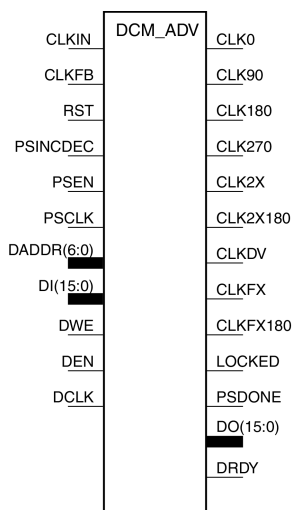 DCM_ADV
CLKIN
CLKFB
RST
PSINCDEC
PSEN
PSCLK
DADDR(6:0)
DI(15:0)
DWE
DEN
DCLK
CLK0
CLK90
CLK180
CLK270
CLK2X
CLK2X180
CLKDV
CLKFX
CLKFX180
LOCKED
PSDONE
DO(15:0)
DRDY